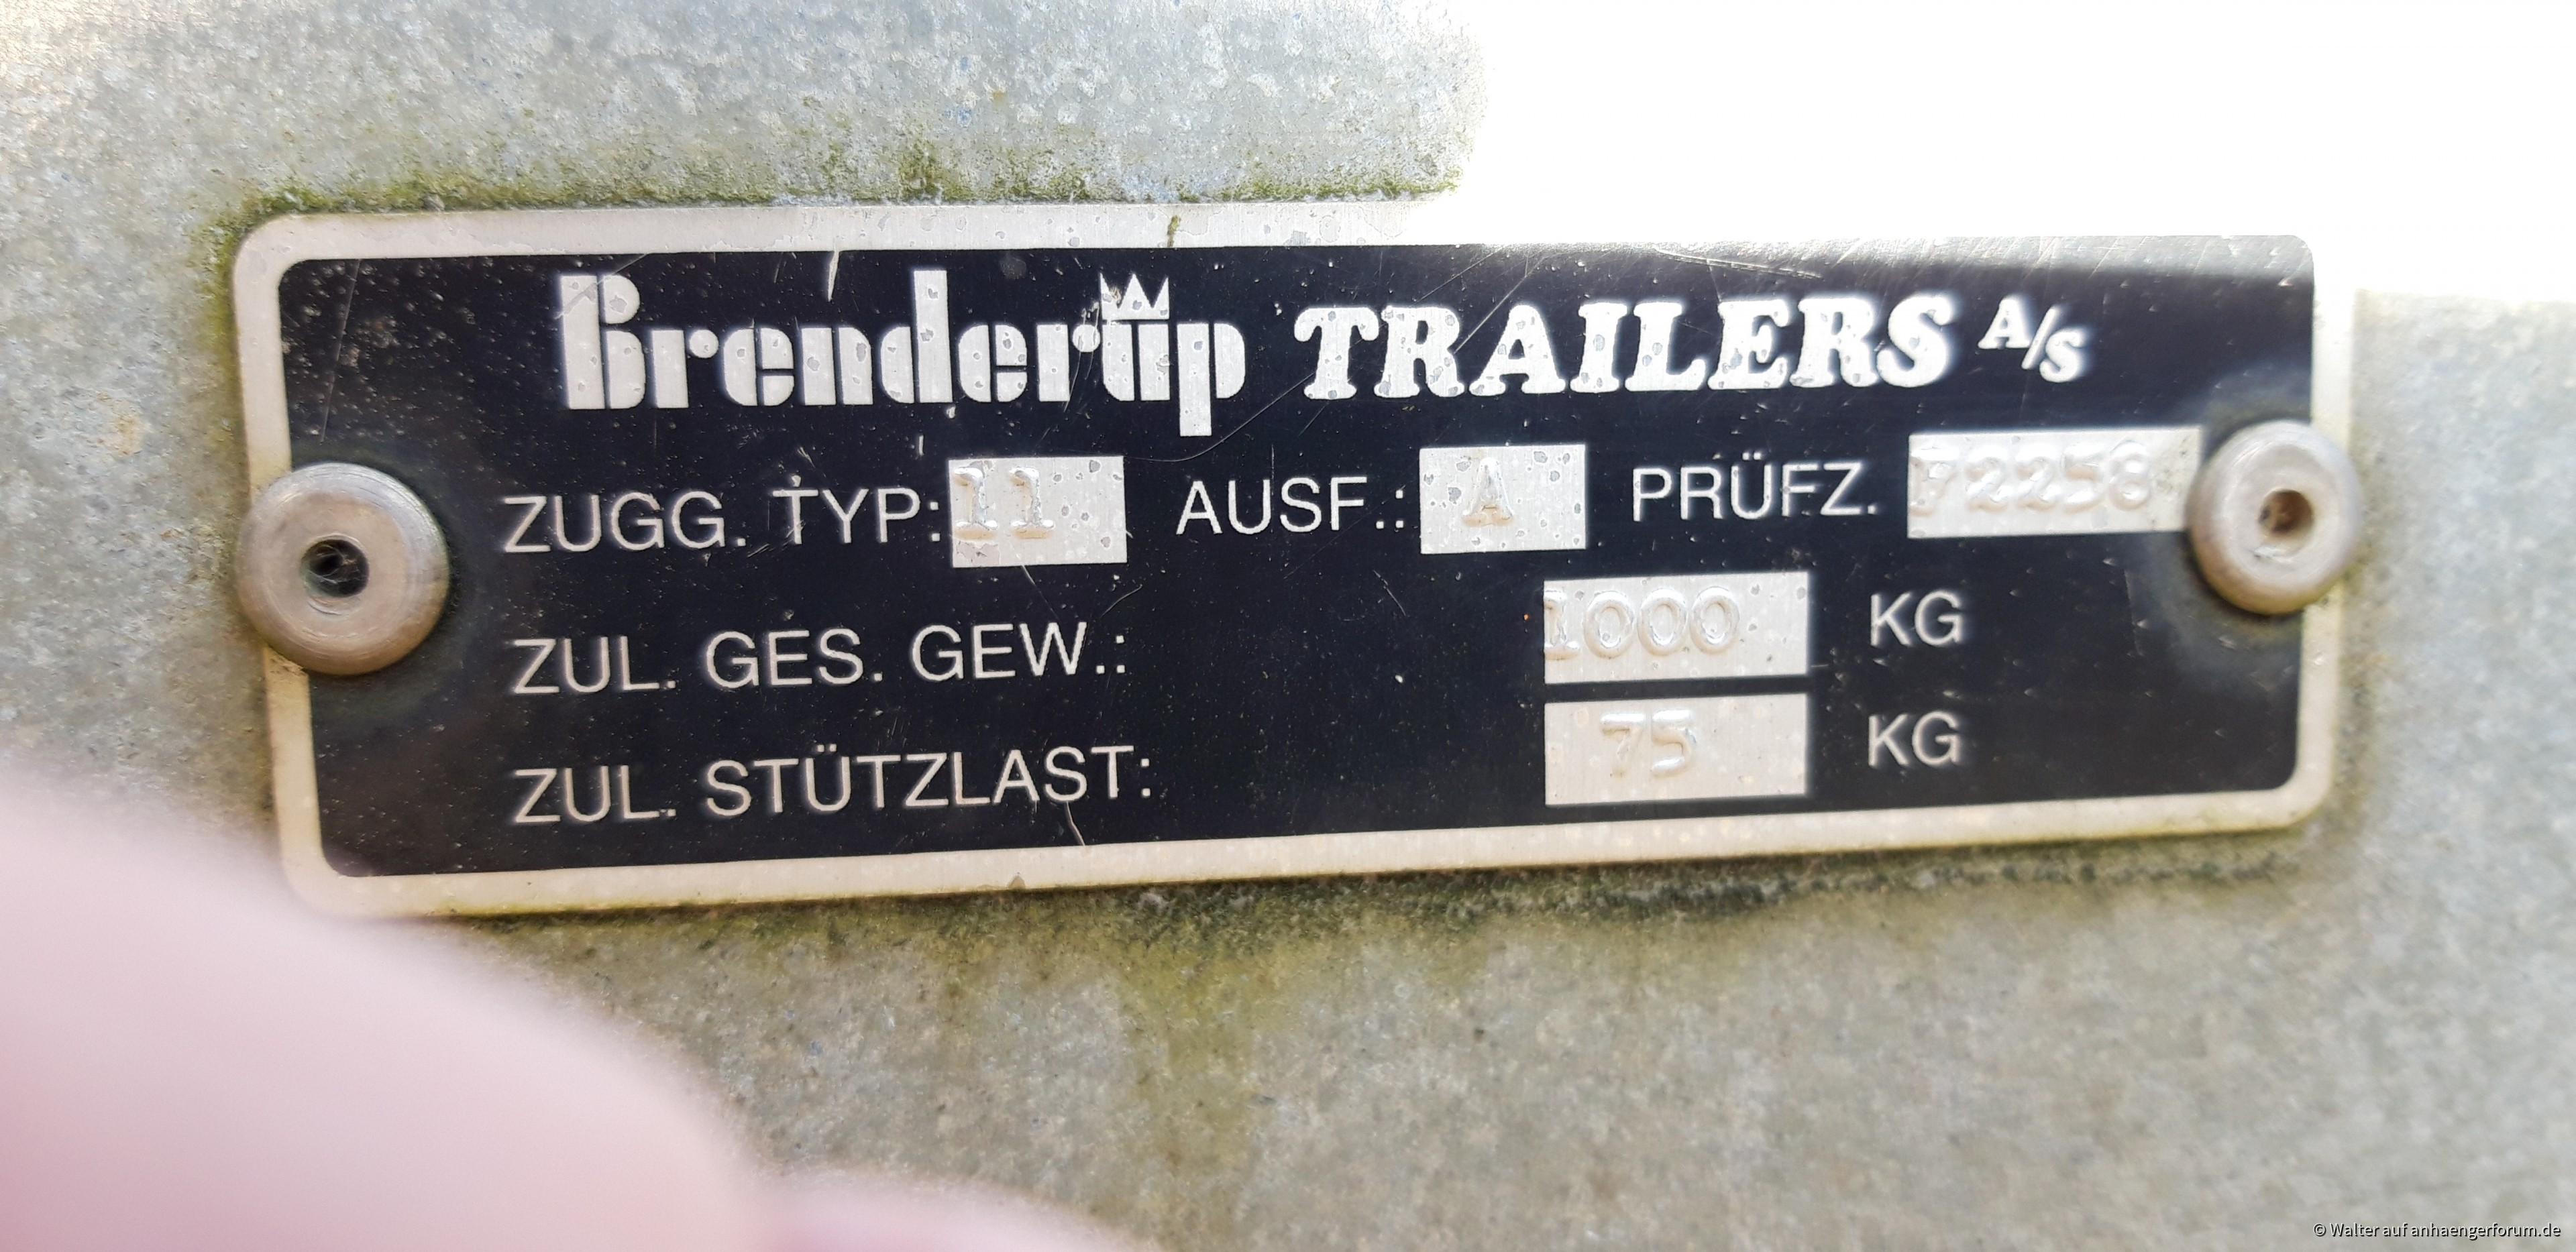 Brenderup TRAILERS A/S
ZUGG. TYP: 11 AUSF.: A PRÜFZ. F2258
ZUL. GES. GEW.: 1000 KG
ZUL. STÜTZLAST: 75 KG
© Walter auf anhaengerforum.de